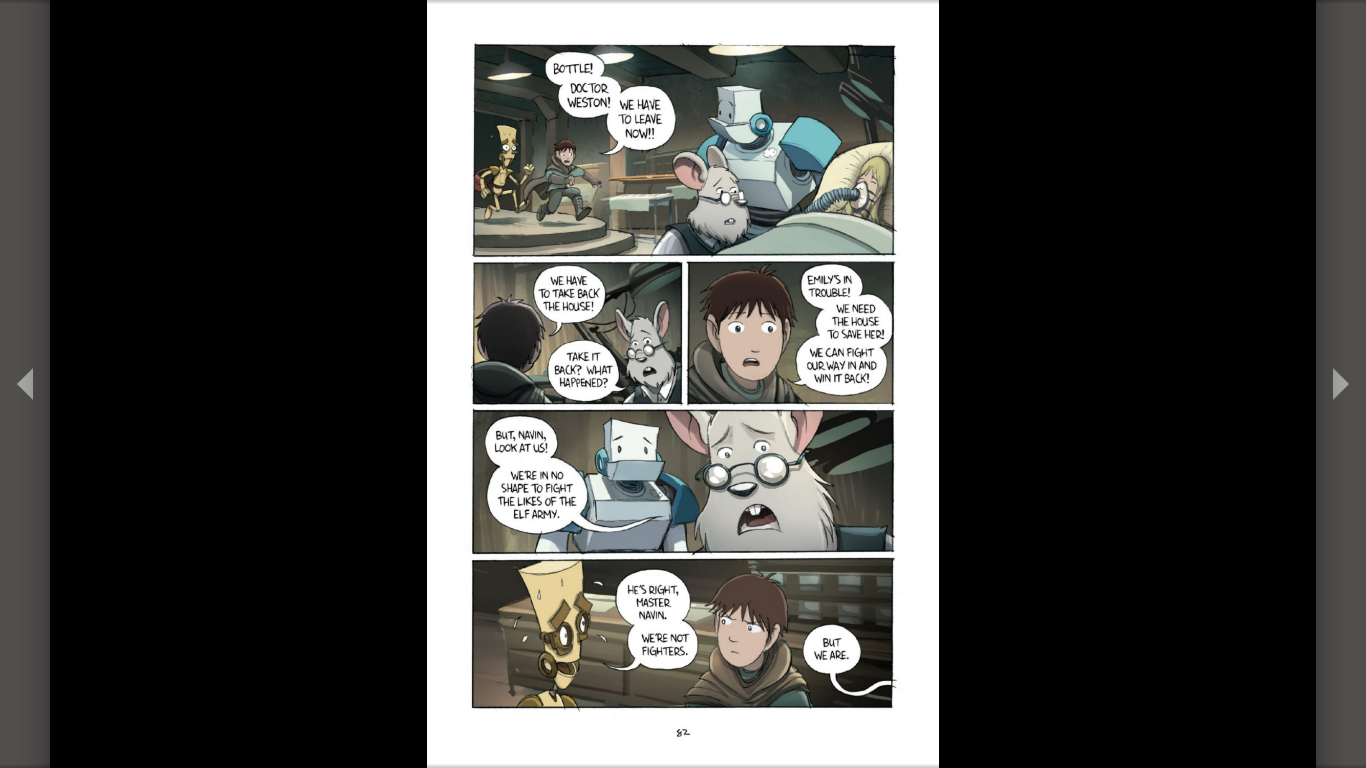 BOTTLE!
DOCTOR
WESTON!
WE HAVE
TO LEAVE
NOW!!
WE HAVE
TO TAKE BACK
THE HOUSE!
TAKE IT
BACK? WHAT
HAPPENED?
EMILY'S IN
TROUBLE!
WE NEED
THE HOUSE
TO SAVE HER!
WE CAN FIGHT
OUR WAY IN AND
WIN IT BACK!
BUT, NAVIN,
LOOK AT US!
WE'RE IN NO
SHAPE TO FIGHT
THE LIKES OF THE
ELF ARMY.
HE'S RIGHT,
MASTER
NAVIN.
WE'RE NOT
FIGHTERS.
BUT
WE ARE.
82